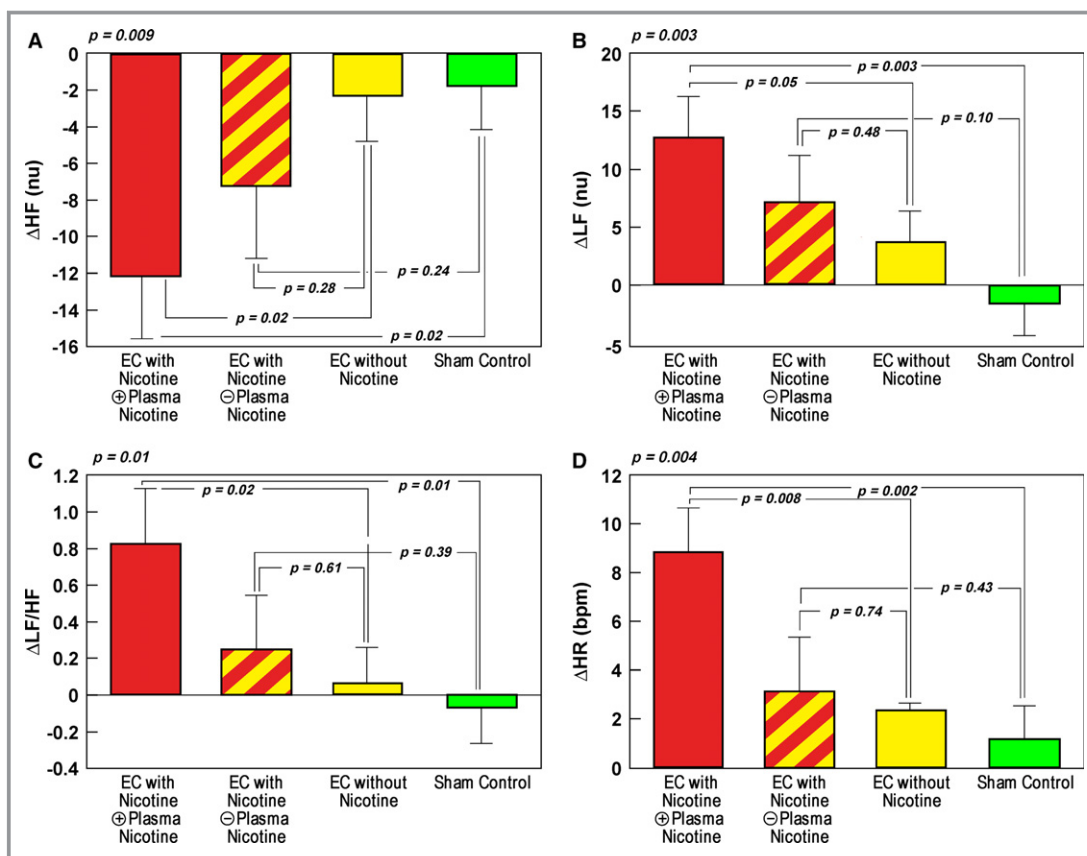 A
p = 0.009
0
-2
-4
-6
-8
-10
-12
-14
-16
ΔHF (nu)
p = 0.24
p = 0.28
p = 0.02
p = 0.02
EC with Nicotine ⊕Plasma Nicotine
EC with Nicotine ⊖Plasma Nicotine
EC without Nicotine
Sham Control
B
p = 0.003
20
15
10
5
0
-5
ΔLF (nu)
p = 0.003
p = 0.05
p = 0.10
p = 0.48
EC with Nicotine ⊕Plasma Nicotine
EC with Nicotine ⊖Plasma Nicotine
EC without Nicotine
Sham Control
C
p = 0.01
1.2
1.0
0.8
0.6
0.4
0.2
0
-0.2
-0.4
ΔLF/HF
p = 0.01
p = 0.02
p = 0.39
p = 0.61
EC with Nicotine ⊕Plasma Nicotine
EC with Nicotine ⊖Plasma Nicotine
EC without Nicotine
Sham Control
D
p = 0.004
12
10
8
6
4
2
0
ΔHR (bpm)
p = 0.002
p = 0.008
p = 0.43
p = 0.74
EC with Nicotine ⊕Plasma Nicotine
EC with Nicotine ⊖Plasma Nicotine
EC without Nicotine
Sham Control